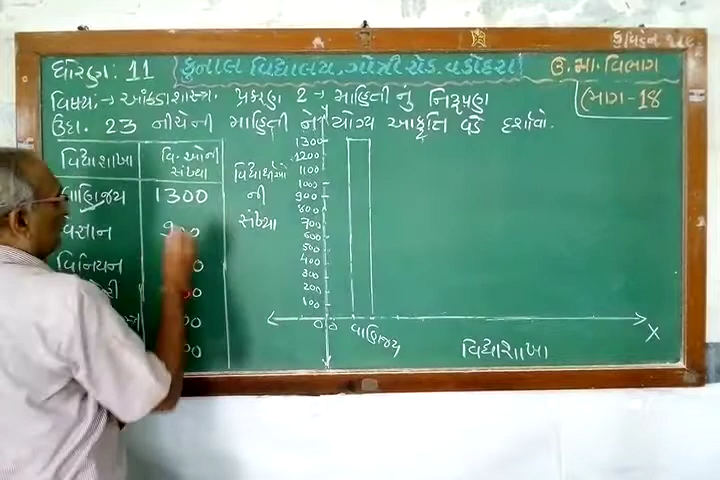 ધોરણ: 11
કુનાલ વિદ્યાલય. ગોત્રી રોડ. વડોદરા
ઉ. મા. વિભાગ
વિષય:→ આંકડાશાસ્ત્ર. પ્રકરણ 2 → માહિતી નું નિરૂપણ
ભાગ-18
ઉદા. 23 નીચેની માહિતી ને યોગ્ય આકૃતિ વડે દર્શાવો.
વિદ્યાશાખા
વિ.ઓની સંખ્યા
વાણિજ્ય 1300
વિજ્ઞાન
વિનિયન
વિદ્યાર્થીઓ
ની
સંખ્યા
Y
1300
1200
1100
1000
900
800
700
600
500
400
300
200
100
0 0
વાણિજ્ય
વિદ્યાશાખા
X